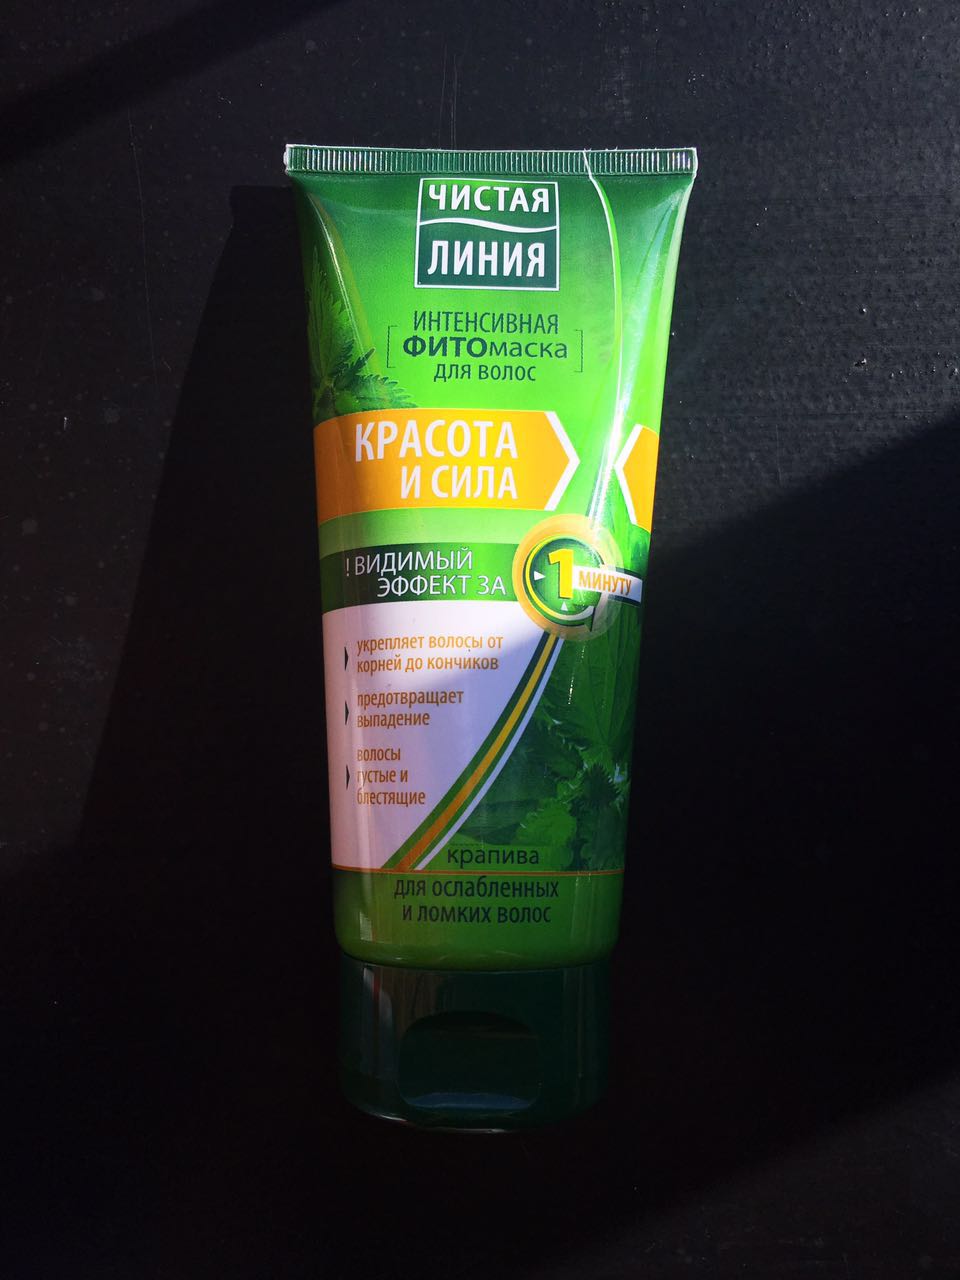 ЧИСТАЯ
ЛИНИЯ
ИНТЕНСИВНАЯ
ФИТОмаска
ДЛЯ ВОЛОС
КРАСОТА
И СИЛА
! ВИДИМЫЙ
ЭФФЕКТ ЗА
1 МИНУТУ
укрепляет волосы от
корней до кончиков
предотвращает
выпадение
волосы
густые и
блестящие
крапива
для ослабленных
и ломких волос